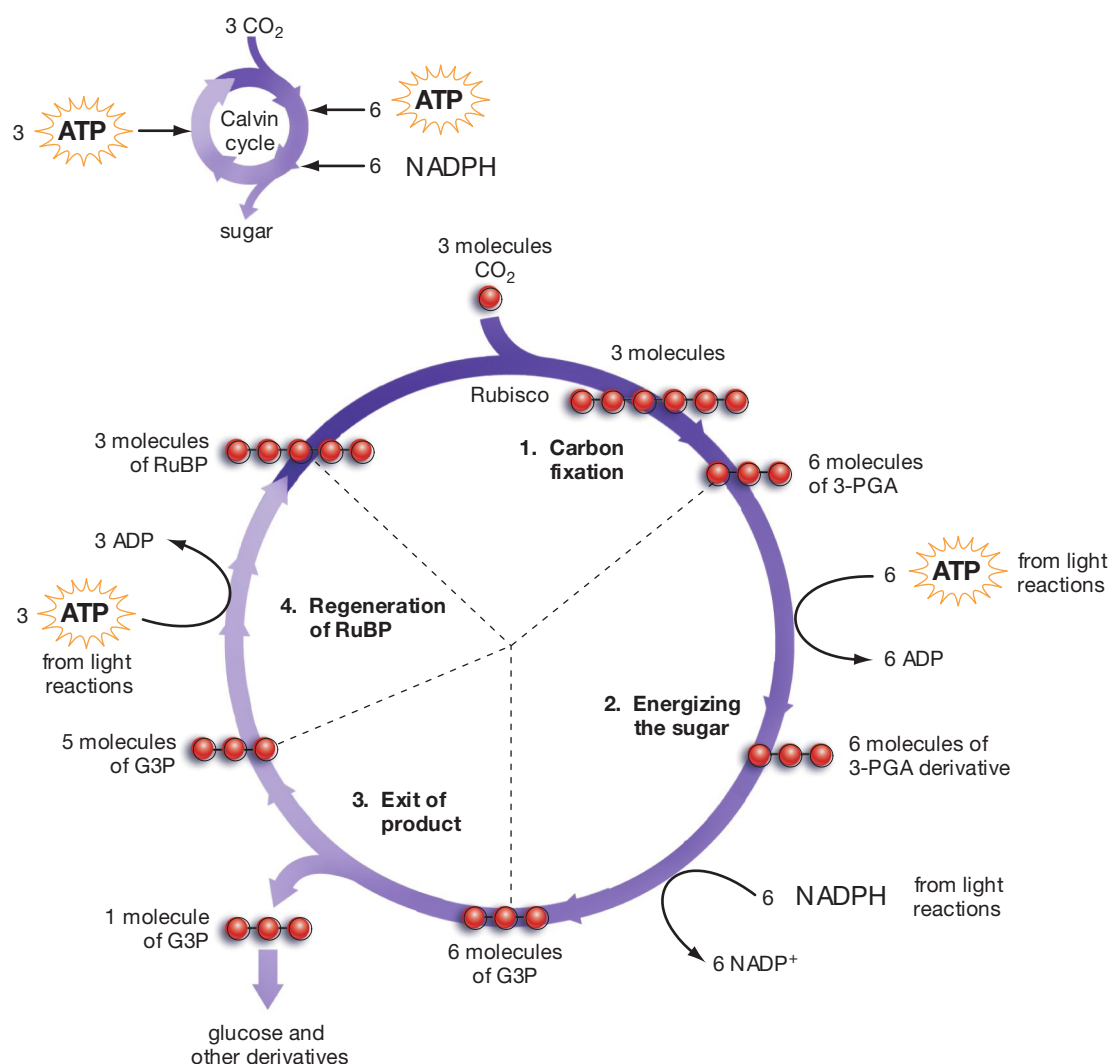 3 CO₂
3 ATP
Calvin
cycle
6 ATP
6 NADPH
sugar
3 molecules
CO₂
3 molecules
Rubisco
1. Carbon
fixation
6 molecules
of 3-PGA
6 ATP
from light
reactions
6 ADP
2. Energizing
the sugar
6 molecules of
3-PGA derivative
6 NADPH
from light
reactions
6 NADP⁺
6 molecules
of G3P
3. Exit of
product
1 molecule
of G3P
glucose and
other derivatives
5 molecules
of G3P
4. Regeneration
of RuBP
3 ADP
3 ATP
from light
reactions
3 molecules
of RuBP